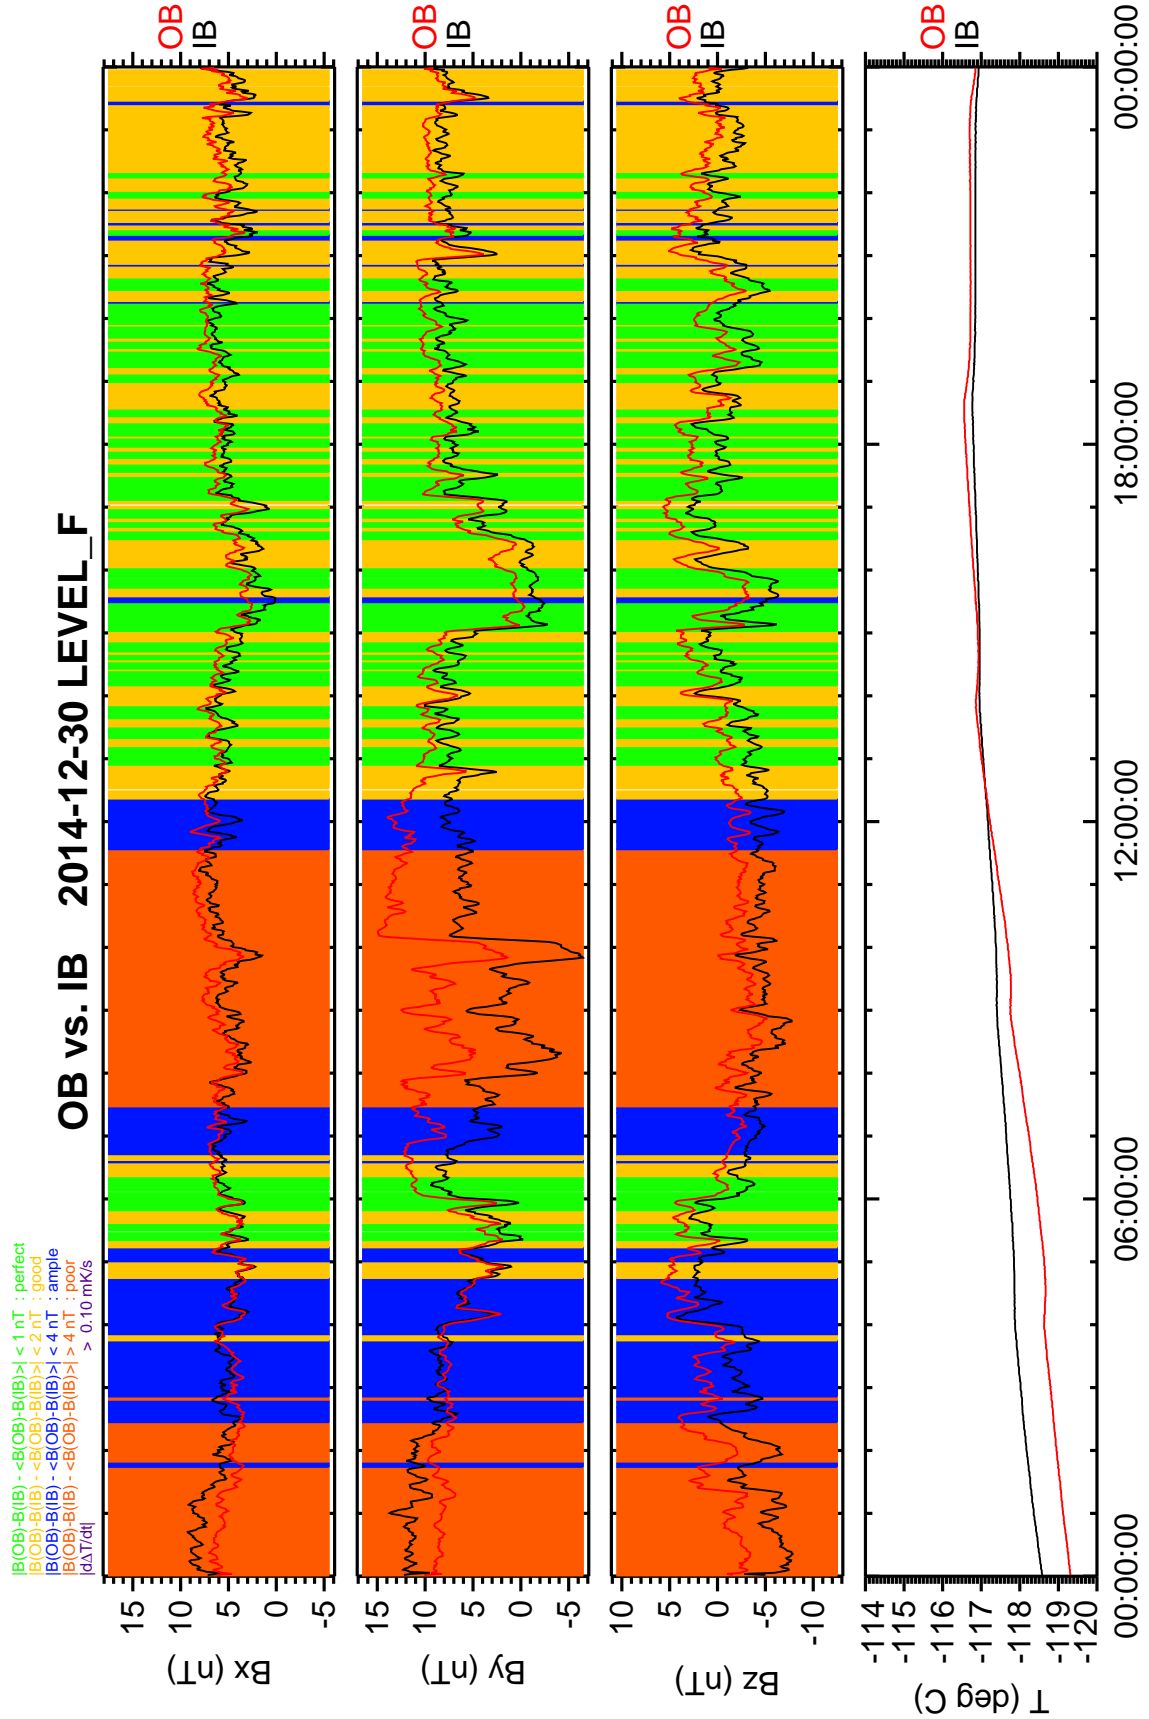 OB vs. IB 2014-12-30 LEVEL_F
|B(OB)-B(IB) - <B(OB)-B(IB)>| < 1 nT : perfect
|B(OB)-B(IB) - <B(OB)-B(IB)>| < 2 nT : good
|B(OB)-B(IB) - <B(OB)-B(IB)>| < 4 nT : ample
|B(OB)-B(IB) - <B(OB)-B(IB)>| > 4 nT : poor
|dΔT/dt| > 0.10 mK/s
Bx (nT)
15
10
5
0
-5
OB
IB
By (nT)
15
10
5
0
-5
OB
IB
Bz (nT)
10
5
0
-5
-10
OB
IB
T (deg C)
-114
-115
-116
-117
-118
-119
-120
OB
IB
00:00:00 06:00:00 12:00:00 18:00:00 00:00:00